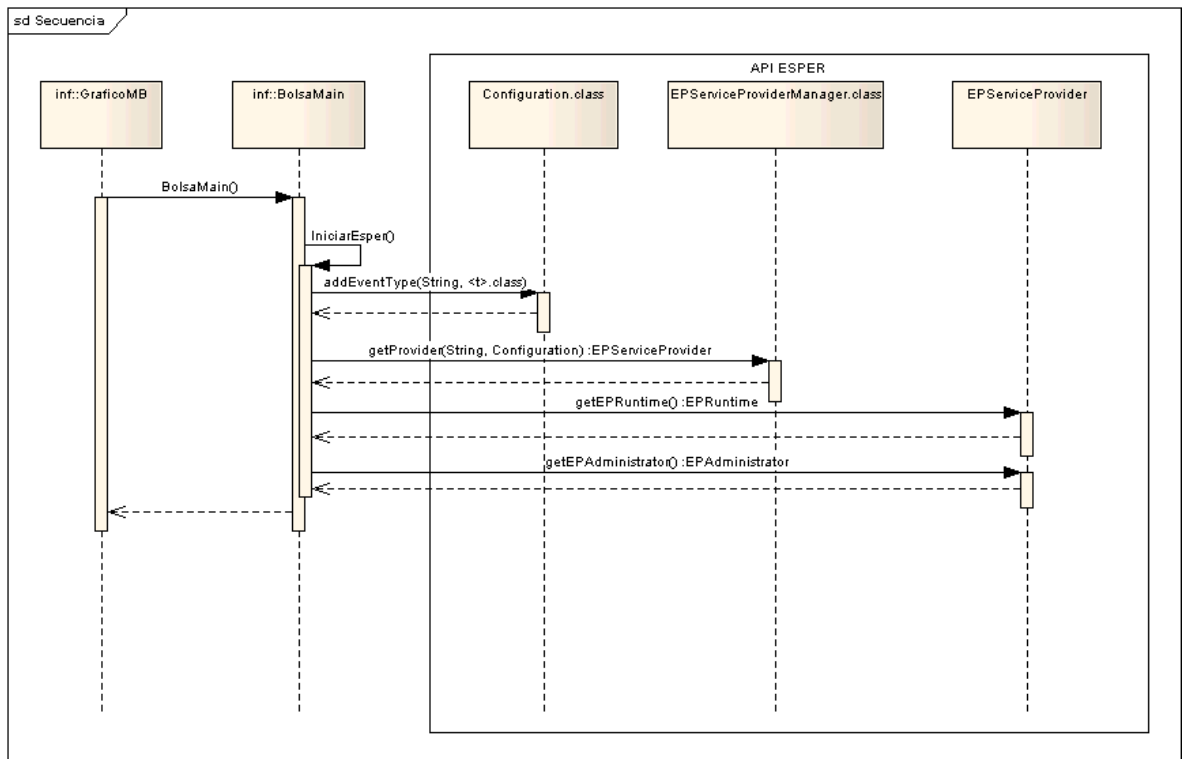 sd Secuencia
API ESPER
inf::GraficoMB
inf::BolsaMain
Configuration.class
EPServiceProviderManager.class
EPServiceProvider
BolsaMain()
IniciarEsper()
addEventType(String, <t>.class)
getProvider(String, Configuration) :EPServiceProvider
getEPRuntime() :EPRuntime
getEPAdministrator() :EPAdministrator